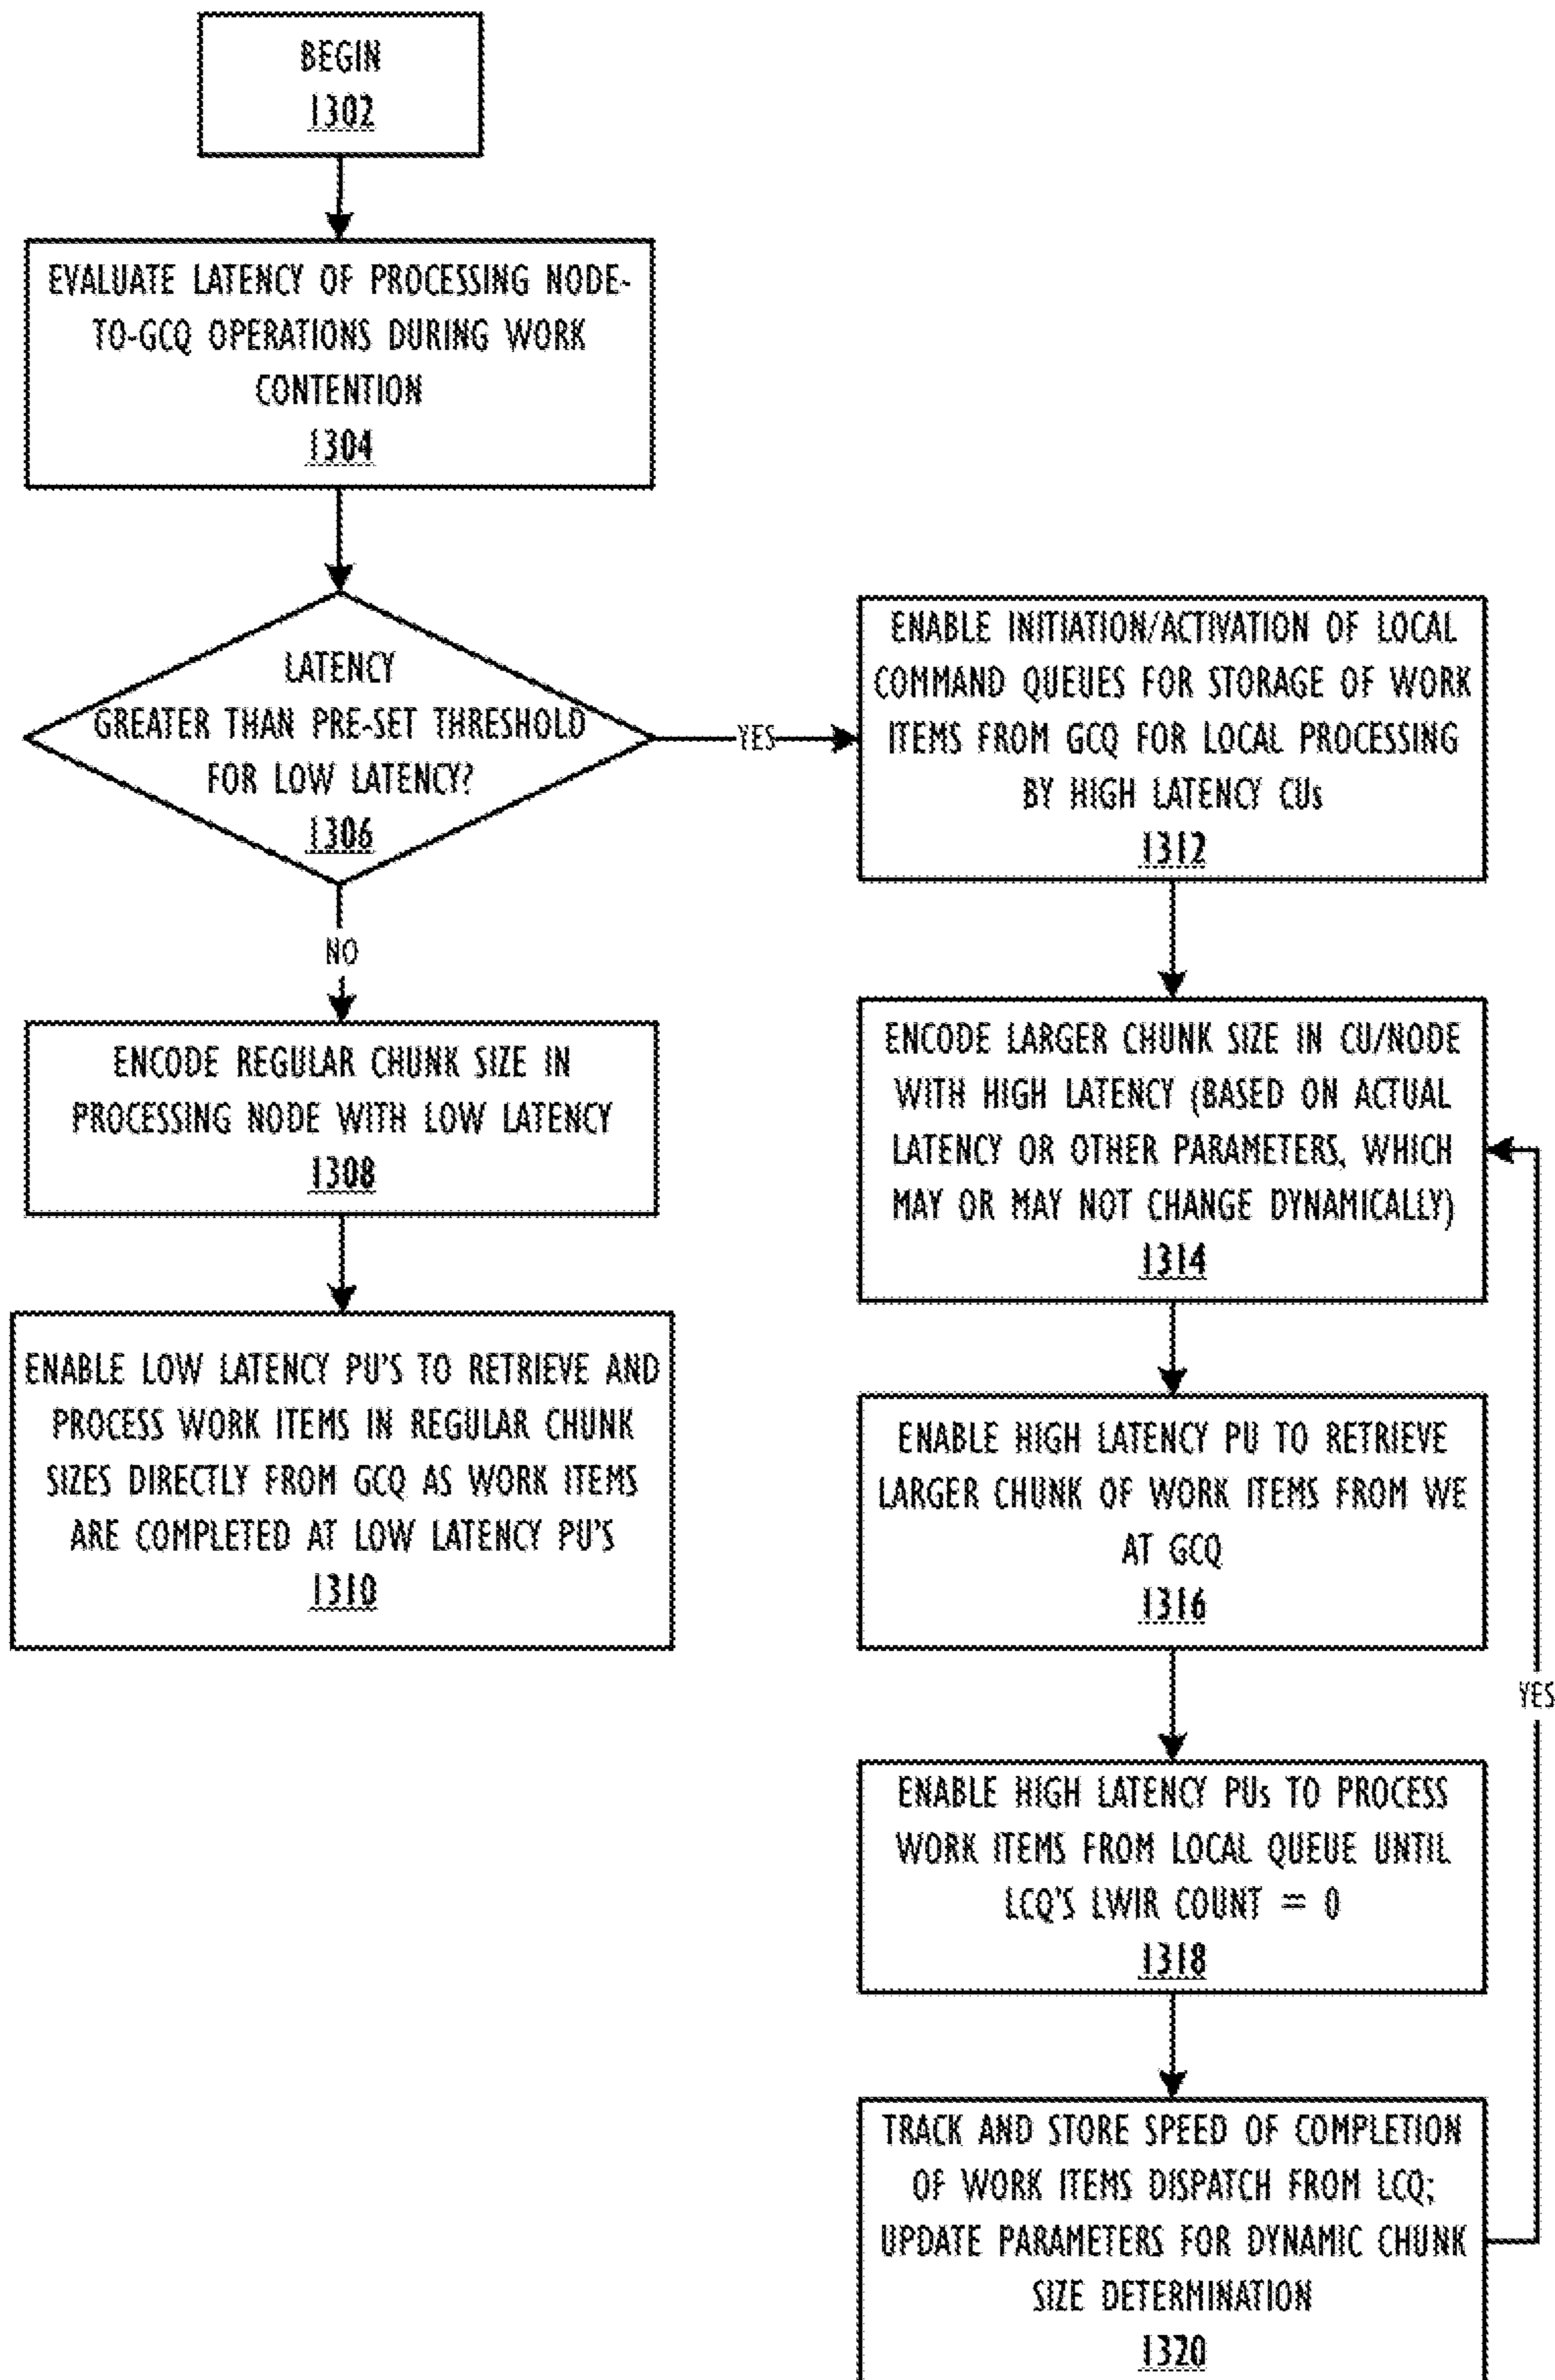 BEGIN
1302
EVALUATE LATENCY OF PROCESSING NODE-
TO-GCQ OPERATIONS DURING WORK
CONTENTION
1304
LATENCY
GREATER THAN PRE-SET THRESHOLD
FOR LOW LATENCY?
1306
YES
NO
ENCODE REGULAR CHUNK SIZE IN
PROCESSING NODE WITH LOW LATENCY
1308
ENABLE LOW LATENCY PU'S TO RETRIEVE AND
PROCESS WORK ITEMS IN REGULAR CHUNK
SIZES DIRECTLY FROM GCQ AS WORK ITEMS
ARE COMPLETED AT LOW LATENCY PU'S
1310
ENABLE INITIATION/ACTIVATION OF LOCAL
COMMAND QUEUES FOR STORAGE OF WORK
ITEMS FROM GCQ FOR LOCAL PROCESSING
BY HIGH LATENCY CUs
1312
ENCODE LARGER CHUNK SIZE IN CU/NODE
WITH HIGH LATENCY (BASED ON ACTUAL
LATENCY OR OTHER PARAMETERS, WHICH
MAY OR MAY NOT CHANGE DYNAMICALLY)
1314
ENABLE HIGH LATENCY PU TO RETRIEVE
LARGER CHUNK OF WORK ITEMS FROM WE
AT GCQ
1316
ENABLE HIGH LATENCY PUs TO PROCESS
WORK ITEMS FROM LOCAL QUEUE UNTIL
LCQ'S LWIR COUNT = 0
1318
TRACK AND STORE SPEED OF COMPLETION
OF WORK ITEMS DISPATCH FROM LCQ;
UPDATE PARAMETERS FOR DYNAMIC CHUNK
SIZE DETERMINATION
1320
YES